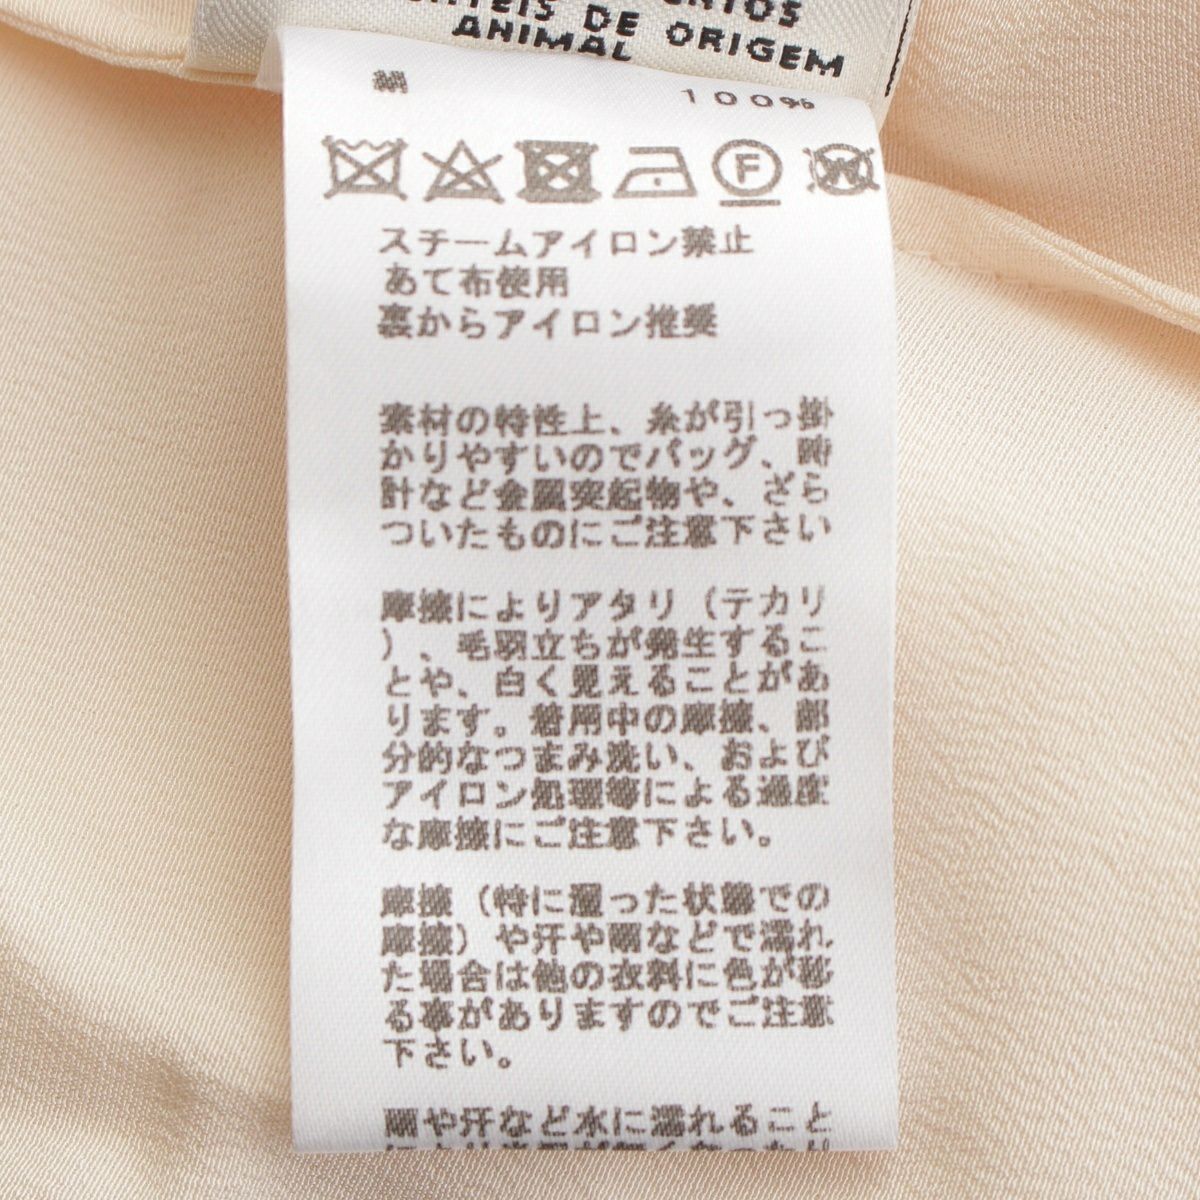 DE ORIGEM
ANIMAL
絹 100%
F
W
スチームアイロン禁止
あて布使用
裏からアイロン推奨
素材の特性上、糸が引っ掛
かりやすいのでバッグ、時
計など金属突起物や、ざら
ついたものにご注意下さい
摩擦によりアタリ(テカリ
)、毛羽立ちが発生するこ
とや、白く見えることがあ
ります。着用中の摩擦、部
分的なつまみ洗い、および
アイロン処理等による過度
な摩擦にご注意下さい。
摩擦(特に湿った状態での
摩擦)や汗や雨などで濡れ
た場合は他の衣料に色が移
る事がありますのでご注意
下さい。
雨や汗など水に濡れること